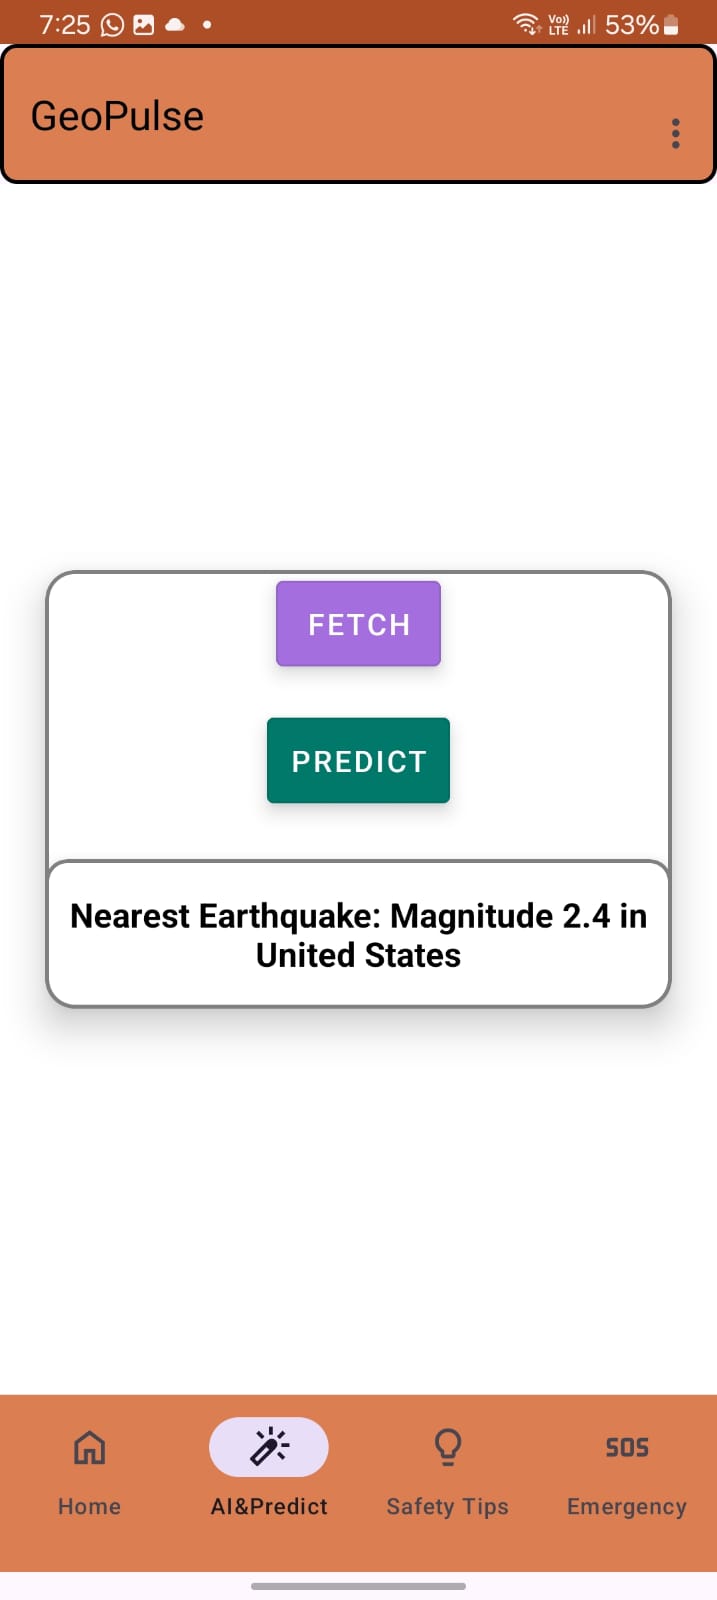 7:25 Vo)) LTE 53%
GeoPulse
FETCH
PREDICT
Nearest Earthquake: Magnitude 2.4 in
United States
SOS
Home AI&Predict Safety Tips Emergency